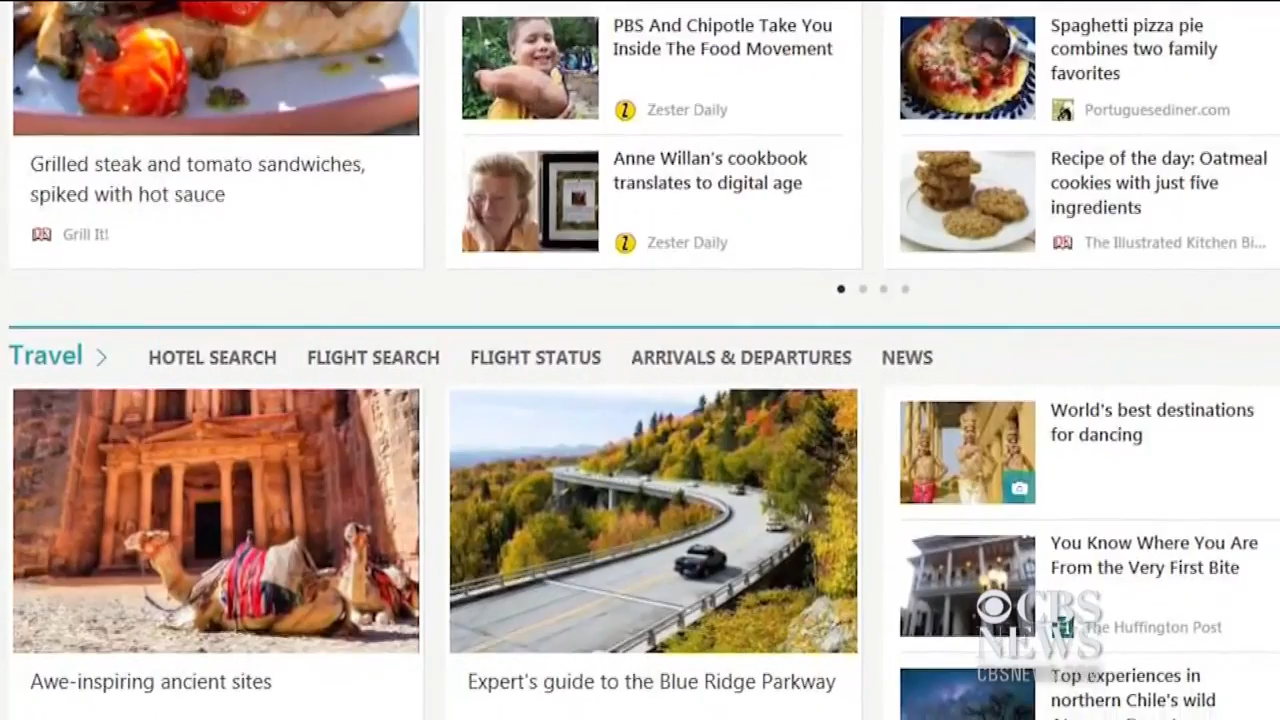 Grilled steak and tomato sandwiches,
spiked with hot sauce
Grill It!
PBS And Chipotle Take You
Inside The Food Movement
Zester Daily
Anne Willan's cookbook
translates to digital age
Zester Daily
Spaghetti pizza pie
combines two family
favorites
Portuguesediner.com
Recipe of the day: Oatmeal
cookies with just five
ingredients
The Illustrated Kitchen Bi...
Travel
HOTEL SEARCH FLIGHT SEARCH FLIGHT STATUS ARRIVALS & DEPARTURES NEWS
Awe-inspiring ancient sites
Expert's guide to the Blue Ridge Parkway
World's best destinations
for dancing
You Know Where You Are
From the Very First Bite
The Huffington Post
Top experiences in
northern Chile's wild
CBS
NEWS